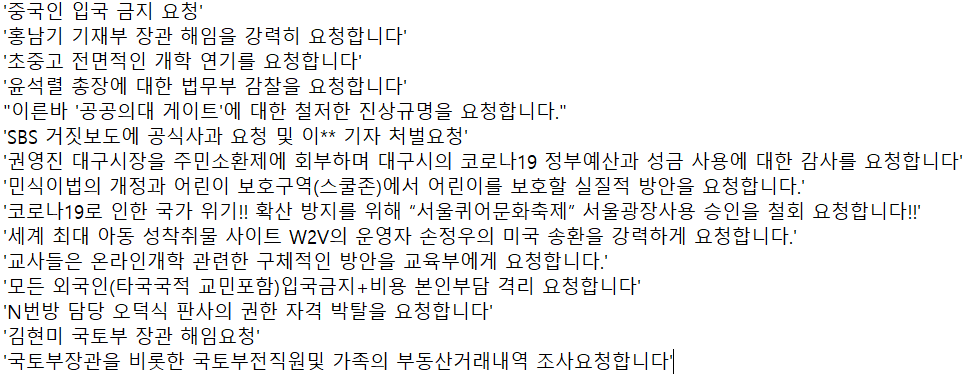 '중국인 입국 금지 요청'
'홍남기 기재부 장관 해임을 강력히 요청합니다'
'초중고 전면적인 개학 연기를 요청합니다'
'윤석렬 총장에 대한 법무부 감찰을 요청합니다'
"이른바 '공공의대 게이트'에 대한 철저한 진상규명을 요청합니다."
'SBS 거짓보도에 공식사과 요청 및 이** 기자 처벌요청'
'권영진 대구시장을 주민소환제에 회부하며 대구시의 코로나19 정부예산과 성금 사용에 대한 감사를 요청합니다'
'민식이법의 개정과 어린이 보호구역(스쿨존)에서 어린이를 보호할 실질적 방안을 요청합니다.'
'코로나19로 인한 국가 위기!! 확산 방지를 위해 “서울퀴어문화축제” 서울광장사용 승인을 철회 요청합니다!!'
'세계 최대 아동 성착취물 사이트 W2V의 운영자 손정우의 미국 송환을 강력하게 요청합니다.'
'교사들은 온라인개학 관련한 구체적인 방안을 교육부에게 요청합니다.'
'모든 외국인(타국국적 교민포함)입국금지+비용 본인부담 격리 요청합니다'
'N번방 담당 오덕식 판사의 권한 자격 박탈을 요청합니다'
'김현미 국토부 장관 해임요청'
'국토부장관을 비롯한 국토부전직원및 가족의 부동산거래내역 조사요청합니다'